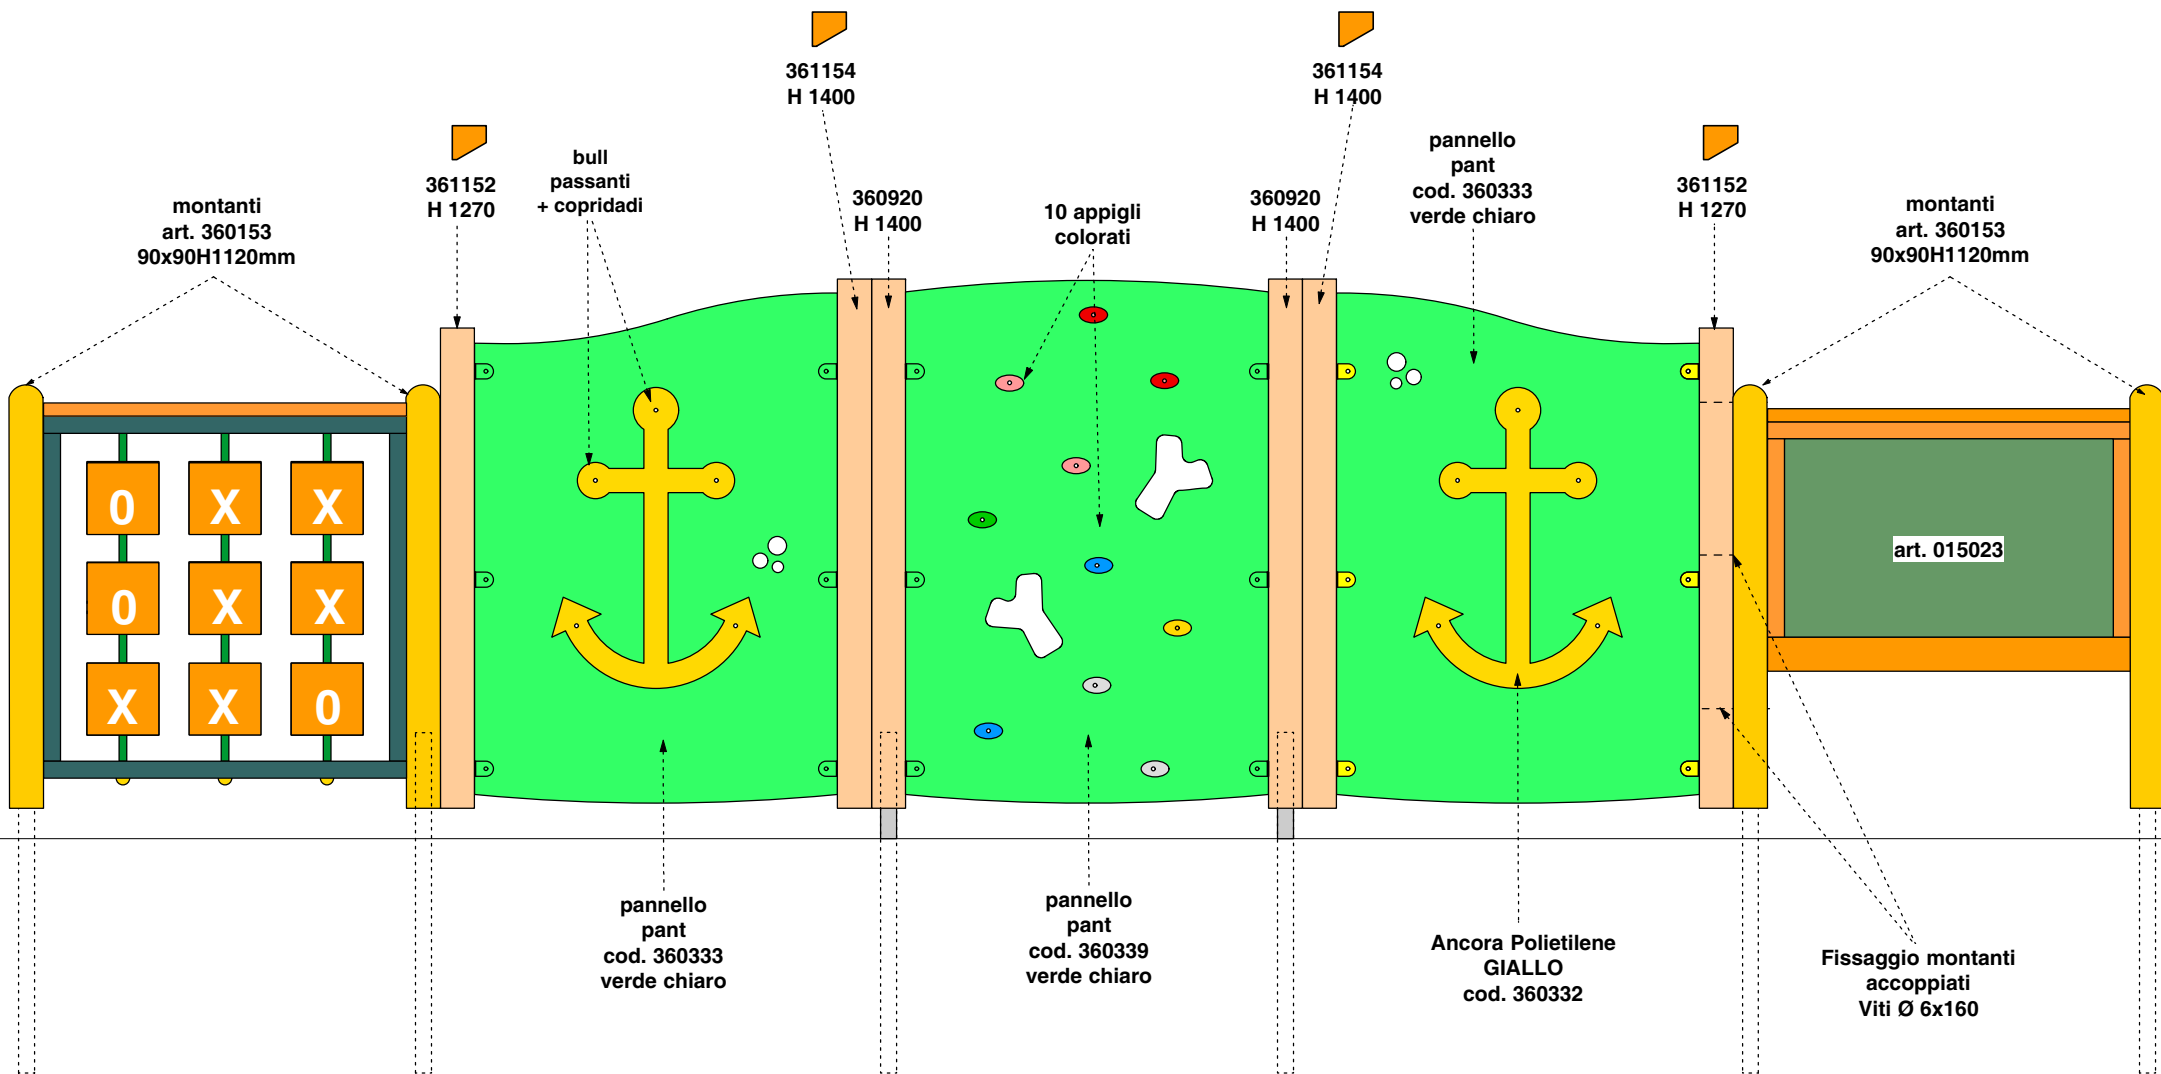 361154
H 1400
361154
H 1400
361152
H 1270
bull
passanti
+ copridadi
pannello
pant
cod. 360333
verde chiaro
361152
H 1270
montanti
art. 360153
90x90H1120mm
360920
H 1400
10 appigli
colorati
360920
H 1400
montanti
art. 360153
90x90H1120mm
0 X X
0 X X
X X 0
art. 015023
pannello
pant
cod. 360333
verde chiaro
pannello
pant
cod. 360339
verde chiaro
Ancora Polietilene
GIALLO
cod. 360332
Fissaggio montanti
accoppiati
Viti Ø 6x160